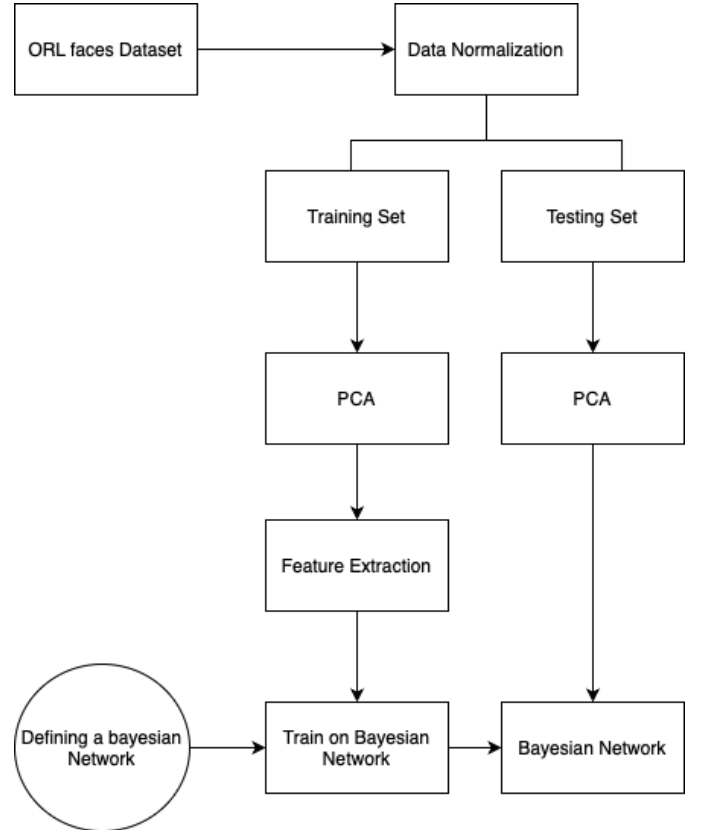 ORL faces Dataset
Data Normalization
Training Set
Testing Set
PCA
PCA
Feature Extraction
Defining a bayesian
Network
Train on Bayesian
Network
Bayesian Network